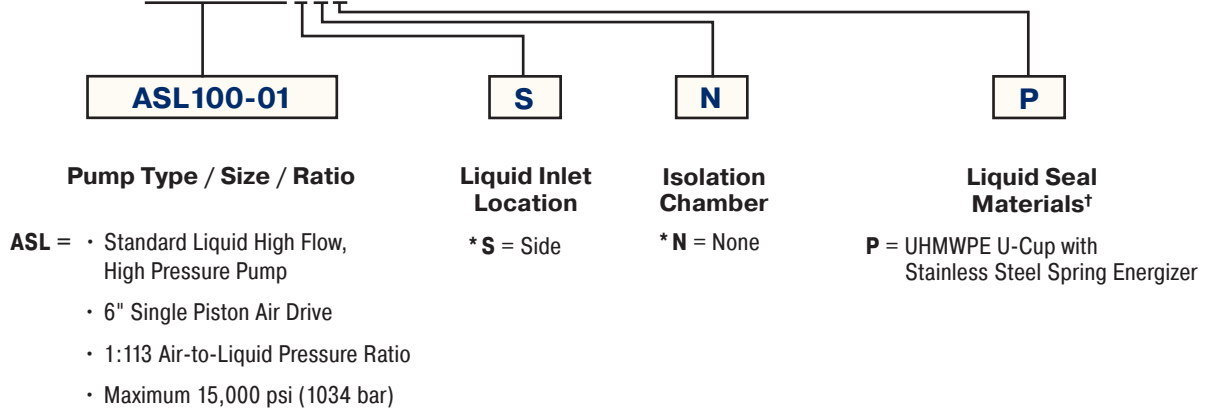 ASL100-01
S
N
P
Pump Type / Size / Ratio
Liquid Inlet
Location
Isolation
Chamber
Liquid Seal
Materials†
ASL = · Standard Liquid High Flow,
High Pressure Pump
· 6" Single Piston Air Drive
· 1:113 Air-to-Liquid Pressure Ratio
· Maximum 15,000 psi (1034 bar)
* S = Side
* N = None
P = UHMWPE U-Cup with
Stainless Steel Spring Energizer